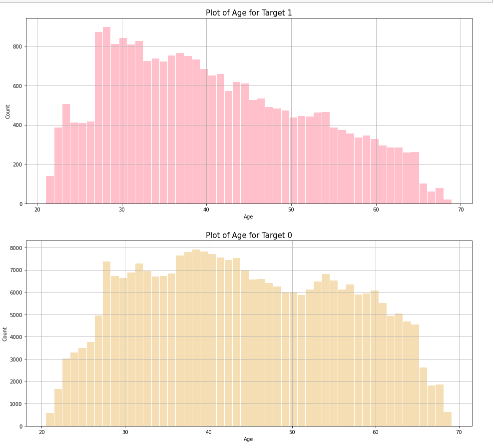 Plot of Age for Target 1
800
600
400
200
0
Count
20 30 40 50 60 70
Age
Plot of Age for Target 0
8000
7000
6000
5000
4000
3000
2000
1000
0
Count
20 30 40 50 60 70
Age